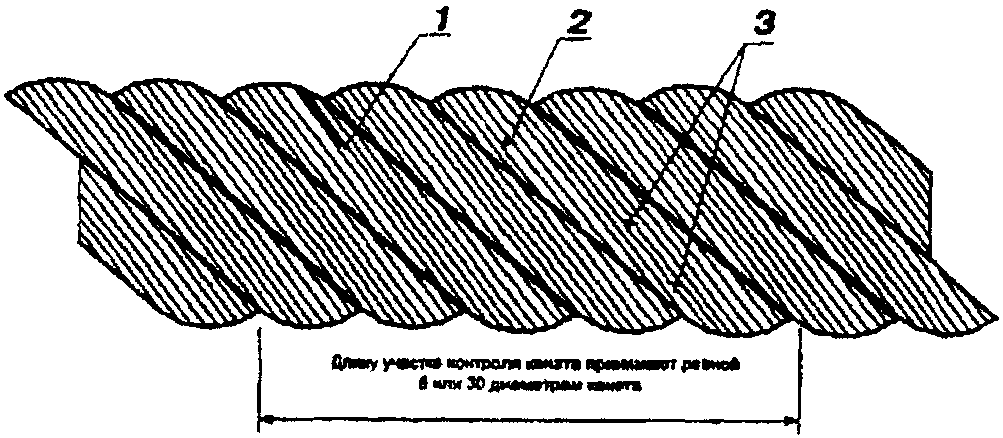 1 2 3
Длину участка контроля каната принимают равной
6 или 30 диаметрам каната